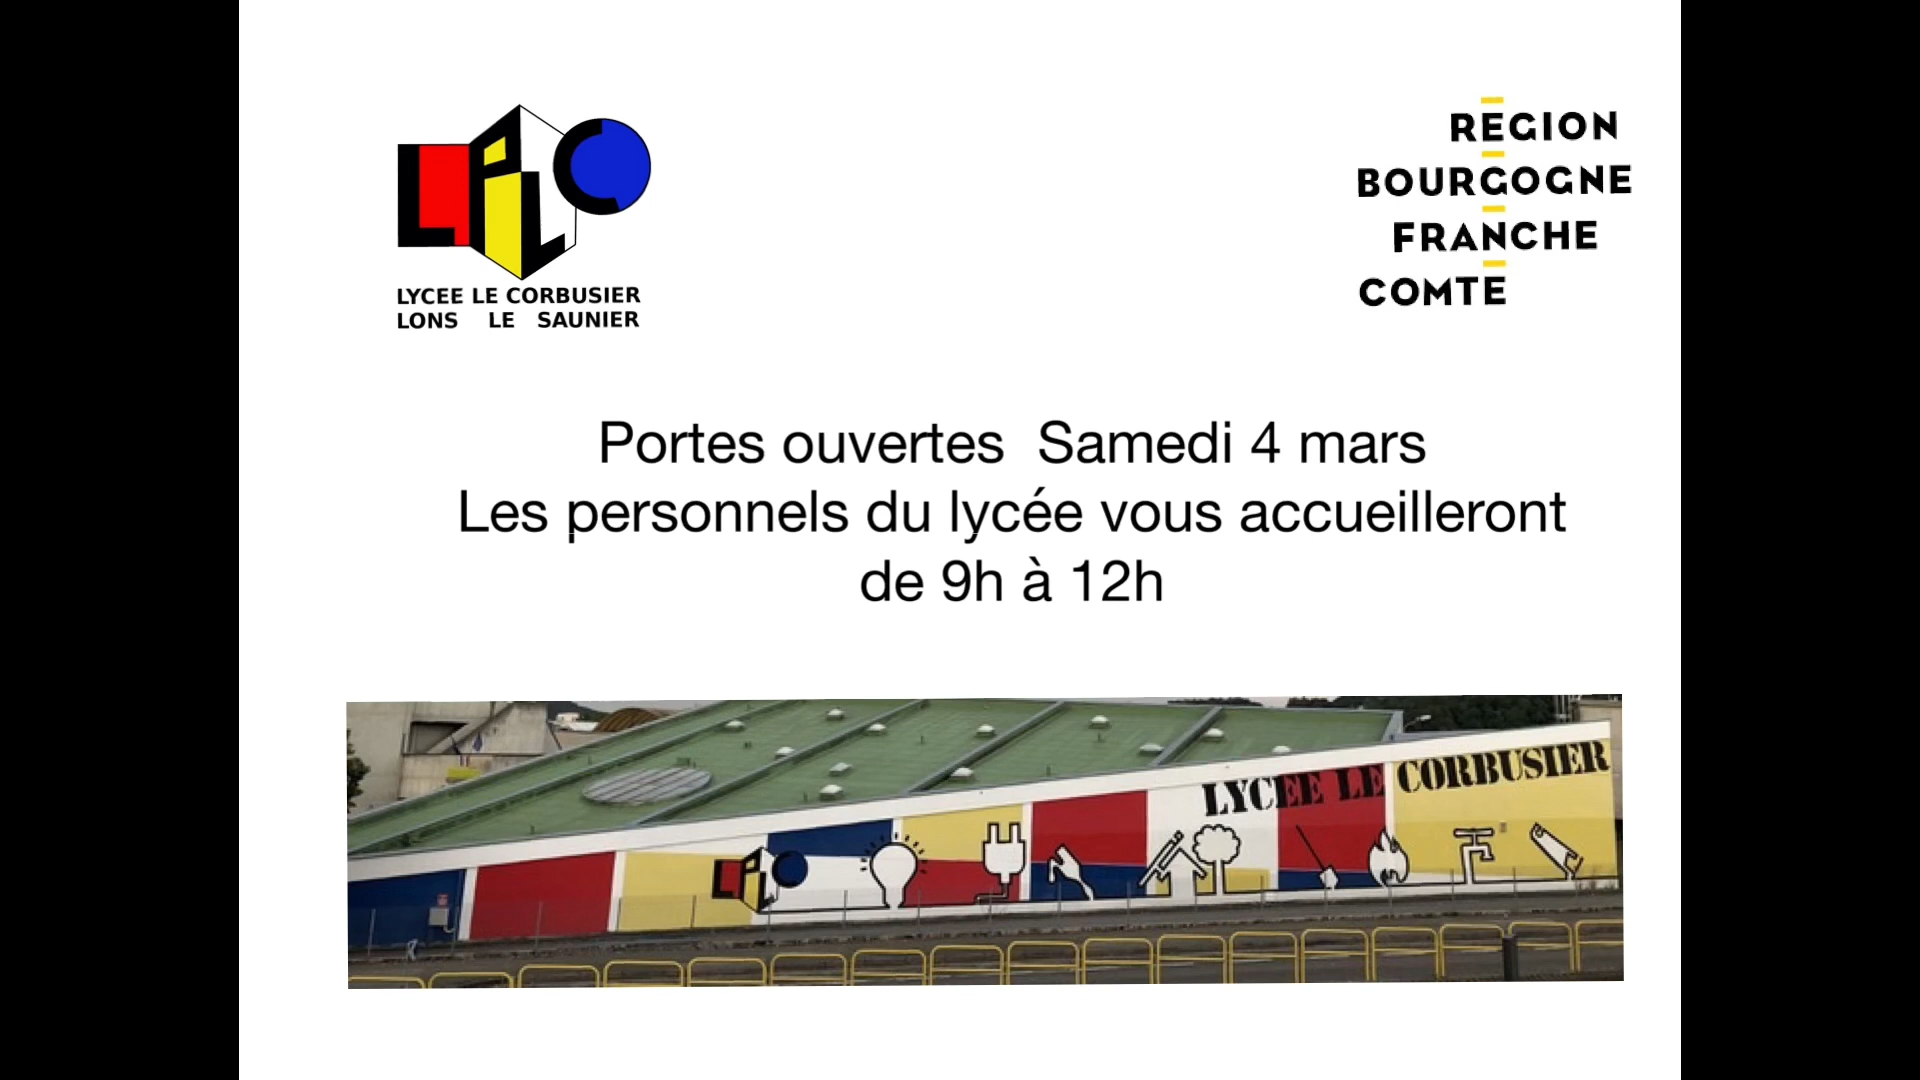 LYCEE LE CORBUSIER
LONS LE SAUNIER
REGION
BOURGOGNE
FRANCHE
COMTE
Portes ouvertes Samedi 4 mars
Les personnels du lycée vous accueilleront
de 9h à 12h
LYCEE LE CORBUSIER